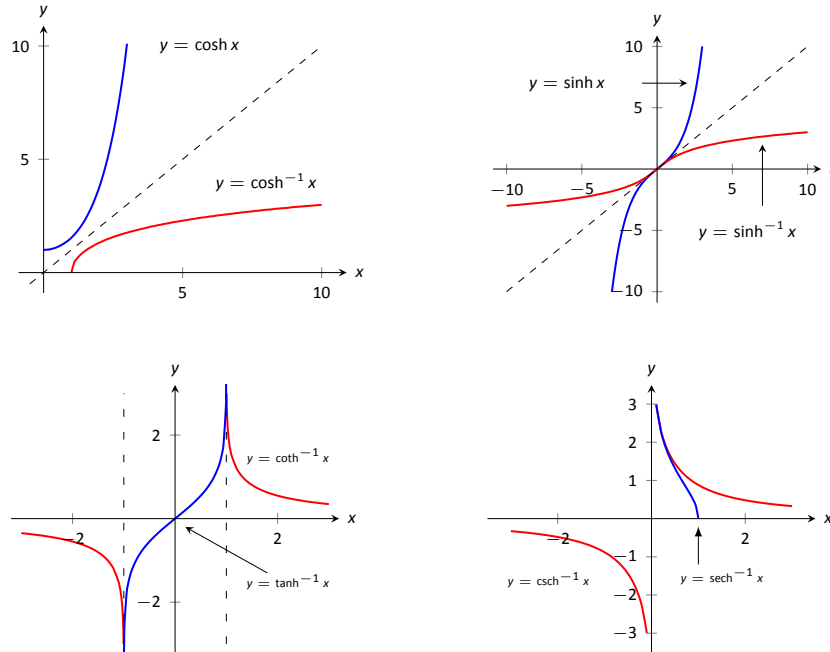 y
10
y = cosh x
5
y = cosh⁻¹ x
5
10
x
y
10
y = sinh x
5
−10
−5
5
10
−5
y = sinh⁻¹ x
−10
y
2
y = coth⁻¹ x
−2
2
x
y = tanh⁻¹ x
−2
y
3
2
1
−2
2
x
−1
y = csch⁻¹ x
y = sech⁻¹ x
−2
−3